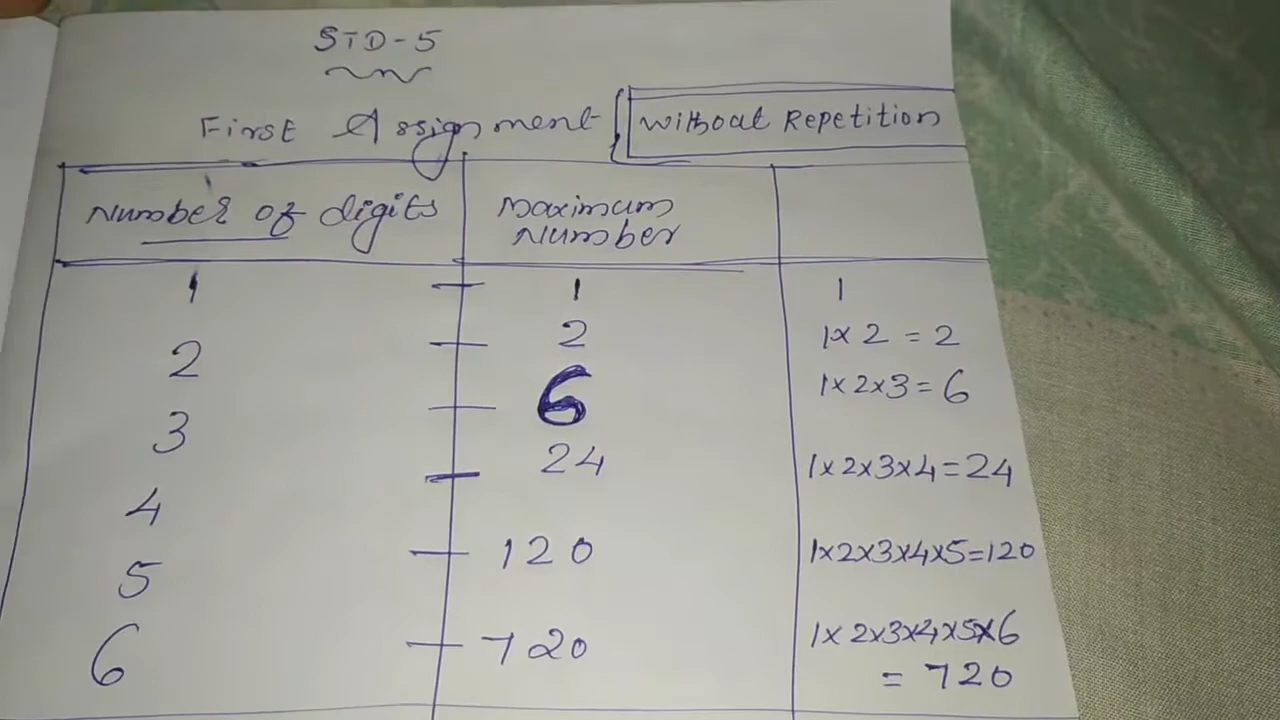 STD-5
First Assignment without Repetition
Number of digits Maximum Number
1 1 1
2 2 1x2=2
3 6 1x2x3=6
4 24 1x2x3x4=24
5 120 1x2x3x4x5=120
6 720 1x2x3x4x5x6
=720